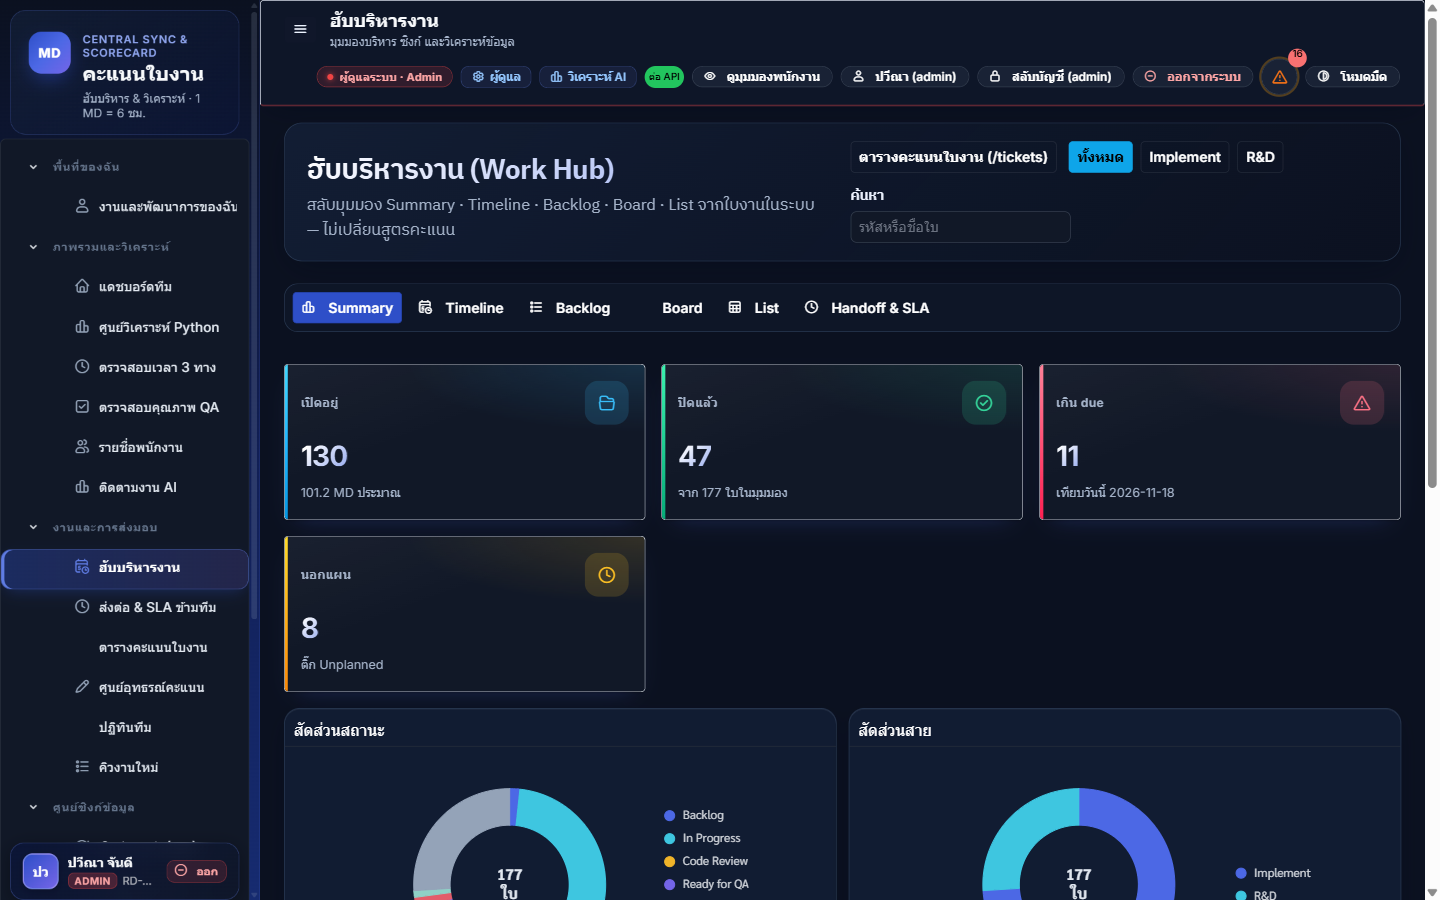 MD
CENTRAL SYNC &
SCORECARD
คะแนนใบงาน
ฮับบริหาร & วิเคราะห์ · 1
MD = 6 ชม.
พื้นที่ของฉัน
งานและพัฒนาการของฉัน
ภาพรวมและวิเคราะห์
แดชบอร์ดทีม
ศูนย์วิเคราะห์ Python
ตรวจสอบเวลา 3 ทาง
ตรวจสอบคุณภาพ QA
รายชื่อพนักงาน
ติดตามงาน AI
งานและการส่งมอบ
ฮับบริหารงาน
ส่งต่อ & SLA ข้ามทีม
ตารางคะแนนใบงาน
ศูนย์อุทธรณ์คะแนน
ปฏิทินทีม
คิวงานใหม่
ศูนย์ซิงก์ข้อมูล
ปว
ปวีณา จันดี
ADMIN RD-...
ออก
ฮับบริหารงาน
มุมมองบริหาร ซิงก์ และวิเคราะห์ข้อมูล
ผู้ดูแลระบบ · Admin
ผู้ดูแล
วิเคราะห์ AI
ต่อ API
ดูมุมมองพนักงาน
ปวีณา (admin)
สลับบัญชี (admin)
ออกจากระบบ
16
โหมดมืด
ฮับบริหารงาน (Work Hub)
สลับมุมมอง Summary · Timeline · Backlog · Board · List จากใบงานในระบบ
— ไม่เปลี่ยนสูตรคะแนน
ตารางคะแนนใบงาน (/tickets)
ทั้งหมด
Implement
R&D
ค้นหา
รหัสหรือชื่อใบ
Summary
Timeline
Backlog
Board
List
Handoff & SLA
เปิดอยู่
130
101.2 MD ประมาณ
ปิดแล้ว
47
จาก 177 ใบในมุมมอง
เกิน due
11
เทียบวันนี้ 2026-11-18
นอกแผน
8
ติ๊ก Unplanned
สัดส่วนสถานะ
177
ใบ
Backlog
In Progress
Code Review
Ready for QA
สัดส่วนสาย
177
ใบ
Implement
R&D